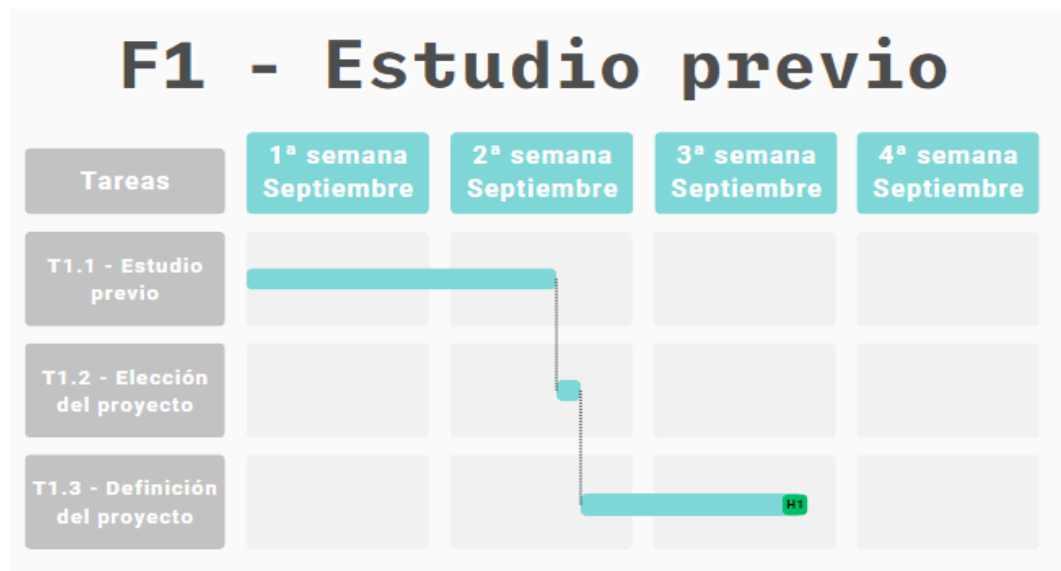 F1 - Estudio previo
Tareas
1ª semana
Septiembre
2ª semana
Septiembre
3ª semana
Septiembre
4ª semana
Septiembre
T1.1 - Estudio
previo
T1.2 - Elección
del proyecto
T1.3 - Definición
del proyecto
H1